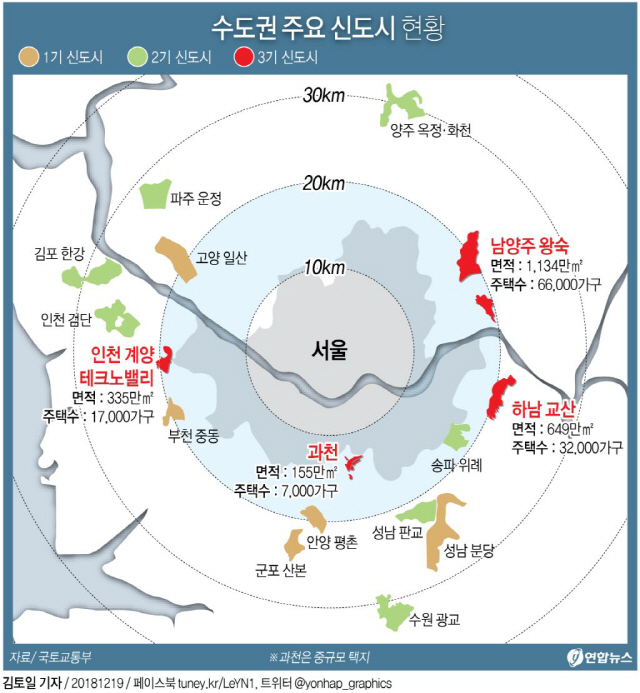 수도권 주요 신도시 현황
1기 신도시
2기 신도시
3기 신도시
30km
양주 옥정·화천
20km
파주 운정
김포 한강
고양 일산
남양주 왕숙
면적 : 1,134만㎡
주택수 : 66,000가구
10km
인천 검단
서울
인천 계양
테크노밸리
면적 : 335만㎡
주택수 : 17,000가구
하남 교산
면적 : 649만㎡
주택수 : 32,000가구
부천 중동
과천
면적 : 155만㎡
주택수 : 7,000가구
송파 위례
안양 평촌
성남 판교
성남 분당
군포 산본
수원 광교
자료/ 국토교통부
※과천은 중규모 택지
연합뉴스
김토일 기자 / 20181219 / 페이스북 tuney.kr/LeYN1, 트위터 @yonhap_graphics